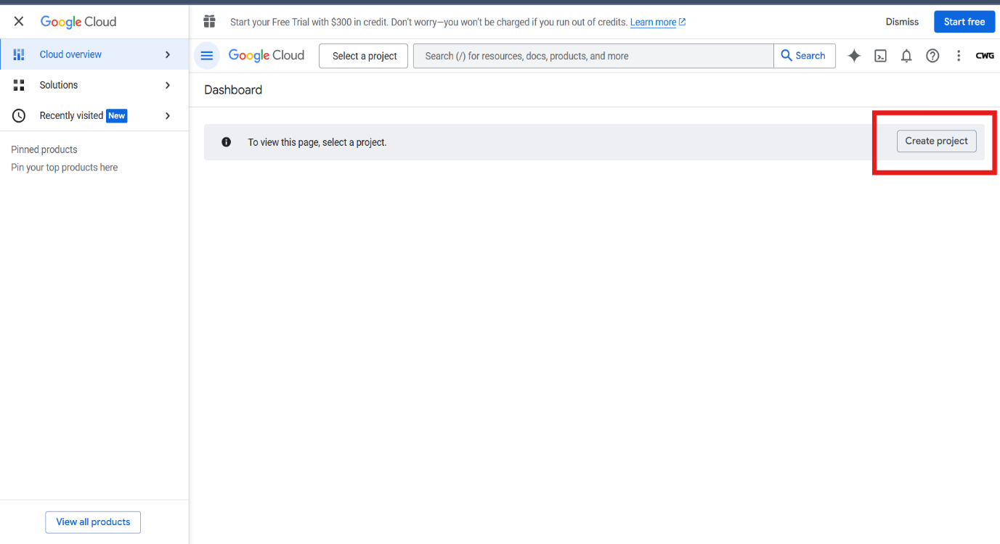 Google Cloud
Start your Free Trial with $300 in credit. Don't worry—you won't be charged if you run out of credits. Learn more
Dismiss
Start free
Cloud overview
Google Cloud
Select a project
Search (/) for resources, docs, products, and more
Search
CWG
Solutions
Dashboard
Recently visited New
To view this page, select a project.
Create project
Pinned products
Pin your top products here
View all products